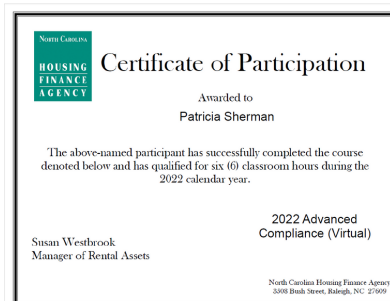 NORTH CAROLINA
HOUSING
FINANCE
AGENCY
Certificate of Participation
Awarded to
Patricia Sherman
The above-named participant has successfully completed the course
denoted below and has qualified for six (6) classroom hours during the
2022 calendar year.
2022 Advanced
Compliance (Virtual)
Susan Westbrook
Manager of Rental Assets
North Carolina Housing Finance Agency
3508 Bush Street, Raleigh, NC 27609